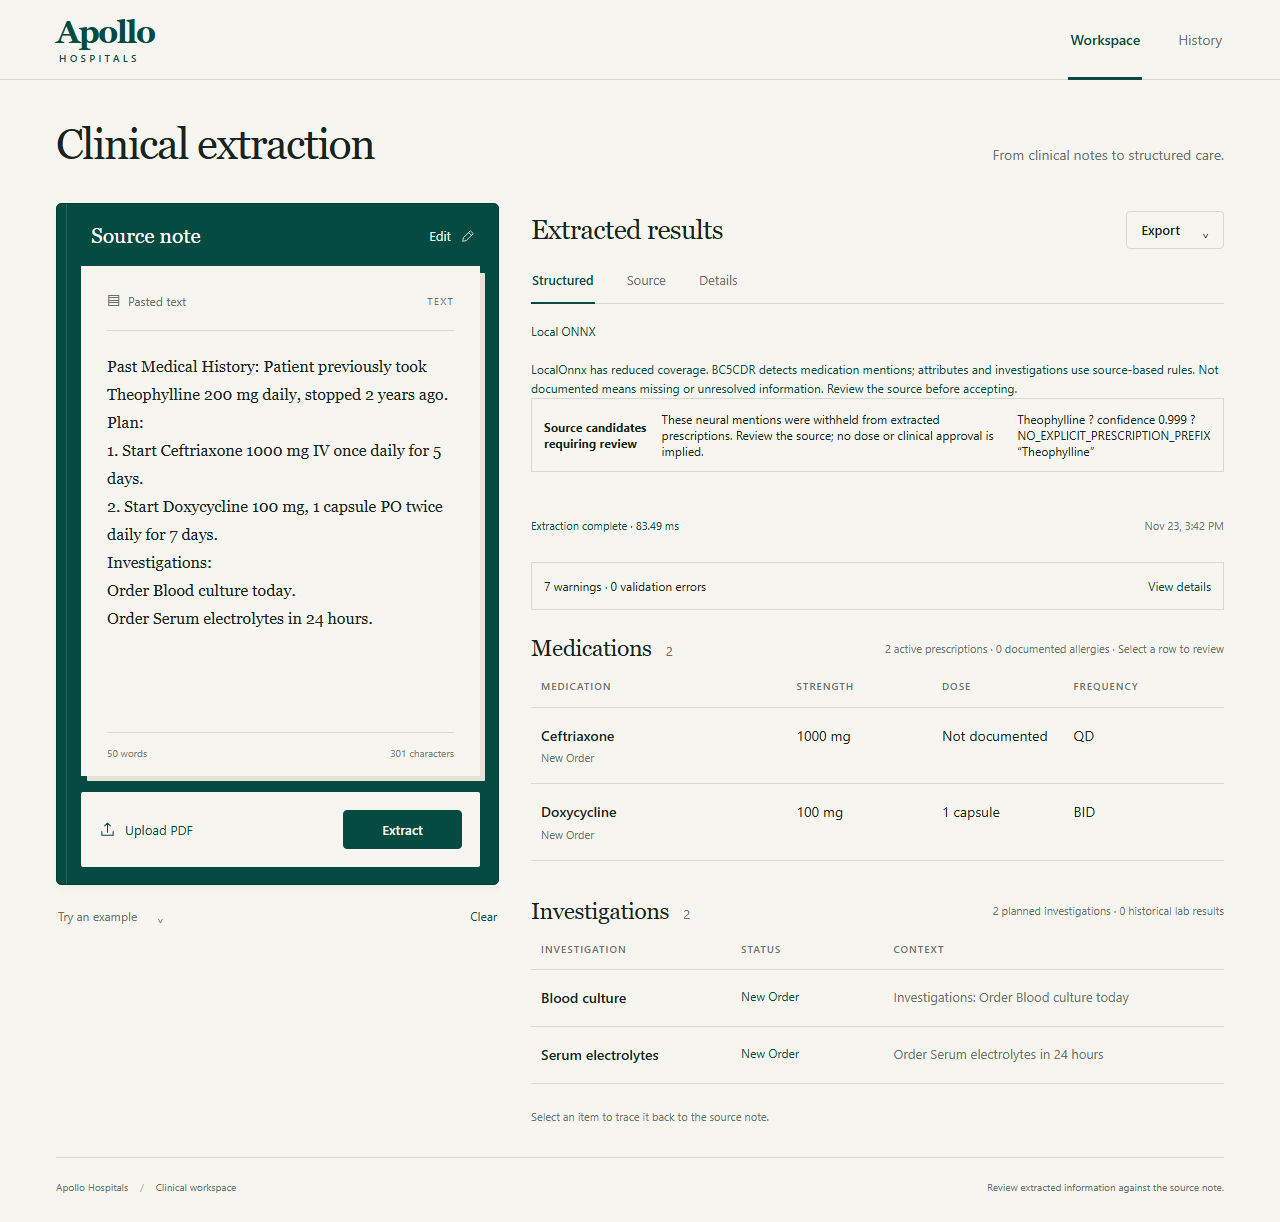 Apollo
HOSPITALS
Workspace
History
Clinical extraction
From clinical notes to structured care.
Source note
Edit
Pasted text
TEXT
Past Medical History: Patient previously took
Theophylline 200 mg daily, stopped 2 years ago.
Plan:
1. Start Ceftriaxone 1000 mg IV once daily for 5
days.
2. Start Doxycycline 100 mg, 1 capsule PO twice
daily for 7 days.
Investigations:
Order Blood culture today.
Order Serum electrolytes in 24 hours.
50 words
301 characters
Upload PDF
Extract
Try an example
Clear
Extracted results
Export
Structured
Source
Details
Local ONNX
LocalOnnx has reduced coverage. BC5CDR detects medication mentions; attributes and investigations use source-based rules. Not
documented means missing or unresolved information. Review the source before accepting.
Source candidates
requiring review
These neural mentions were withheld from extracted
prescriptions. Review the source; no dose or clinical approval is
implied.
Theophylline ? confidence 0.999 ?
NO_EXPLICIT_PRESCRIPTION_PREFIX
“Theophylline”
Extraction complete · 83.49 ms
Nov 23, 3:42 PM
7 warnings · 0 validation errors
View details
Medications 2
2 active prescriptions · 0 documented allergies · Select a row to review
MEDICATION STRENGTH DOSE FREQUENCY
Ceftriaxone 1000 mg Not documented QD
New Order
Doxycycline 100 mg 1 capsule BID
New Order
Investigations 2
2 planned investigations · 0 historical lab results
INVESTIGATION STATUS CONTEXT
Blood culture New Order Investigations: Order Blood culture today
Serum electrolytes New Order Order Serum electrolytes in 24 hours
Select an item to trace it back to the source note.
Apollo Hospitals / Clinical workspace
Review extracted information against the source note.